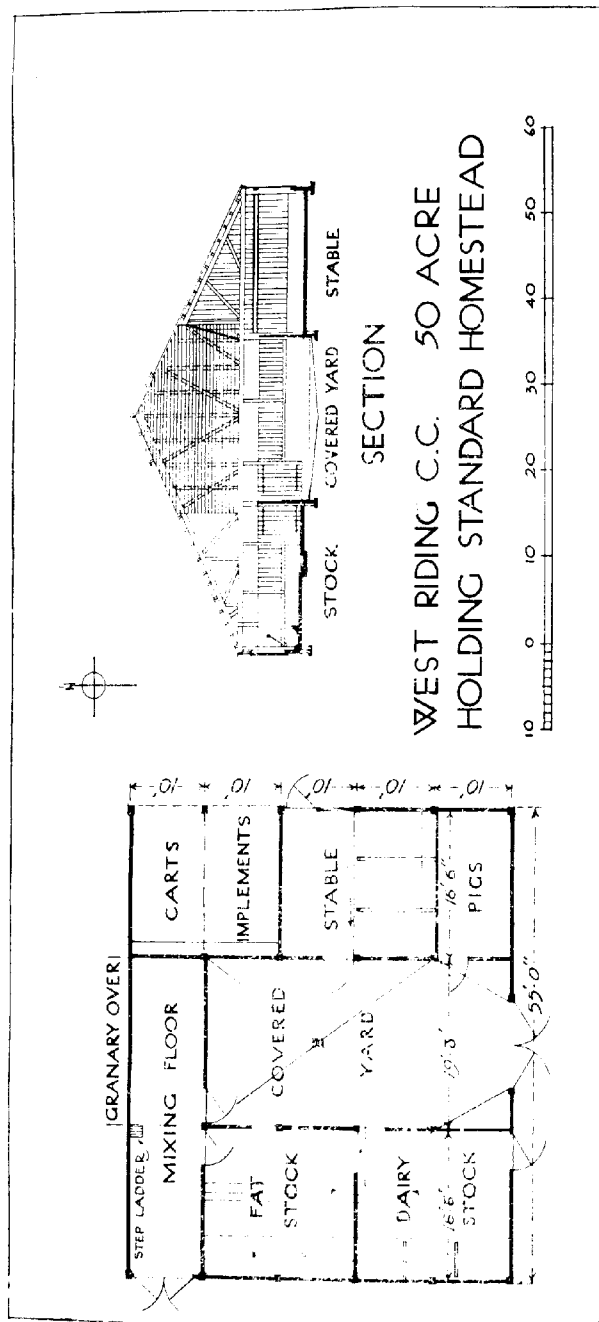 GRANARY OVER
STEP LADDER
MIXING FLOOR
CARTS
IMPLEMENTS
FAT
STOCK
COVERED
YARD
STABLE
DAIRY
STOCK
PIGS
16'6"
19'3"
16'6"
55'-0"
10'
10'
10'
10'
10'
N
STOCK.
COVERED YARD
STABLE
SECTION
WEST RIDING C.C. 50 ACRE
HOLDING STANDARD HOMESTEAD
10 0 10 20 30 40 50 60